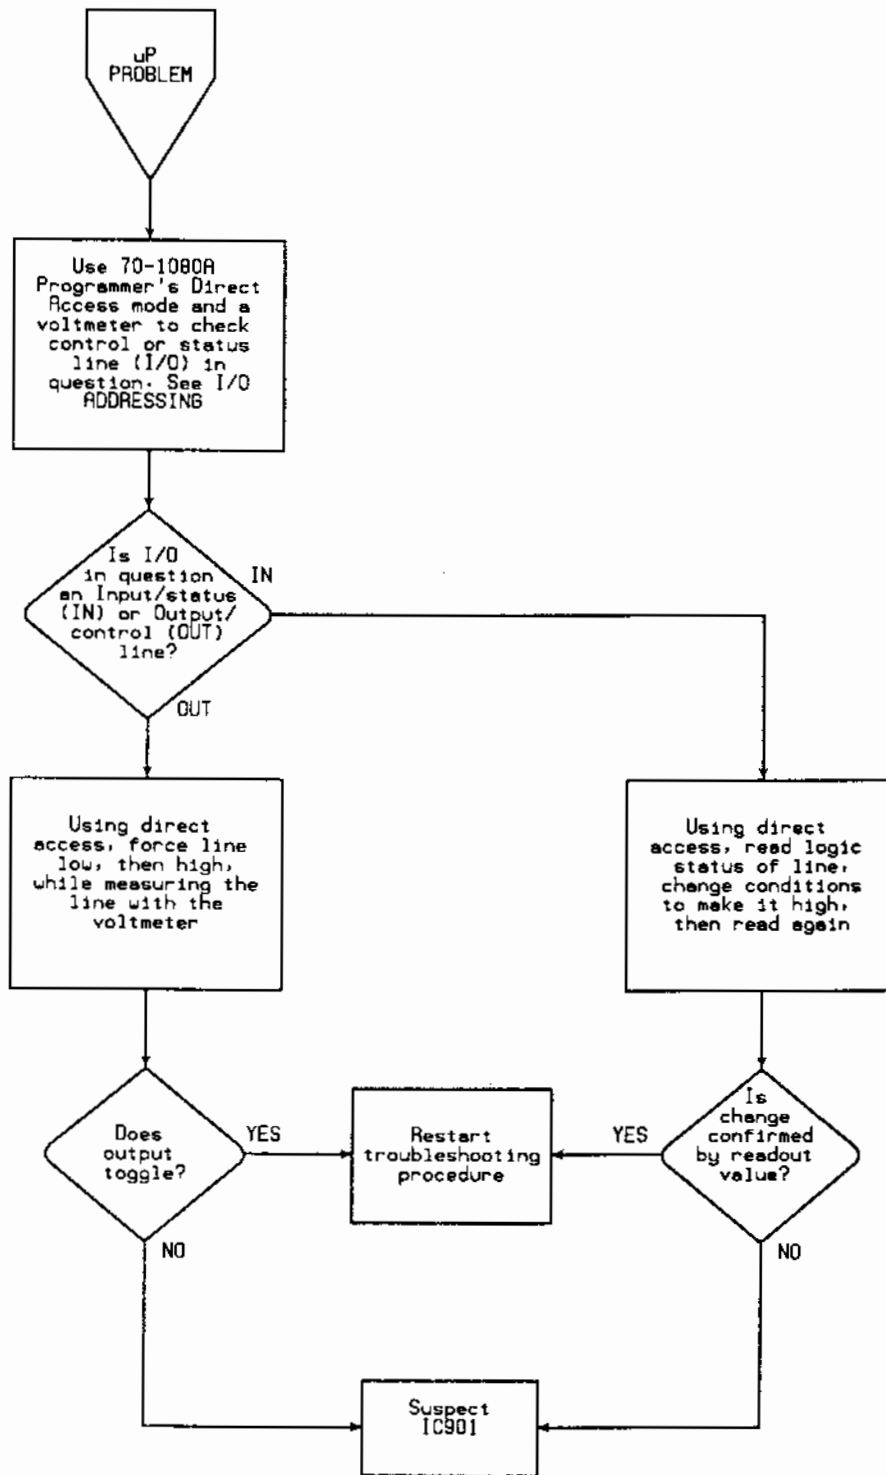 uP
PROBLEM
Use 70-1080A
Programmer's Direct
Access mode and a
voltmeter to check
control or status
line (I/O) in
question. See I/O
ADDRESSING
Is I/O
in question
an Input/status
(IN) or Output/
control (OUT)
line?
IN
OUT
Using direct
access, force line
low, then high,
while measuring the
line with the
voltmeter
Using direct
access, read logic
status of line,
change conditions
to make it high,
then read again
Does
output
toggle?
YES
NO
Restart
troubleshooting
procedure
Is
change
confirmed
by readout
value?
YES
NO
Suspect
IC901